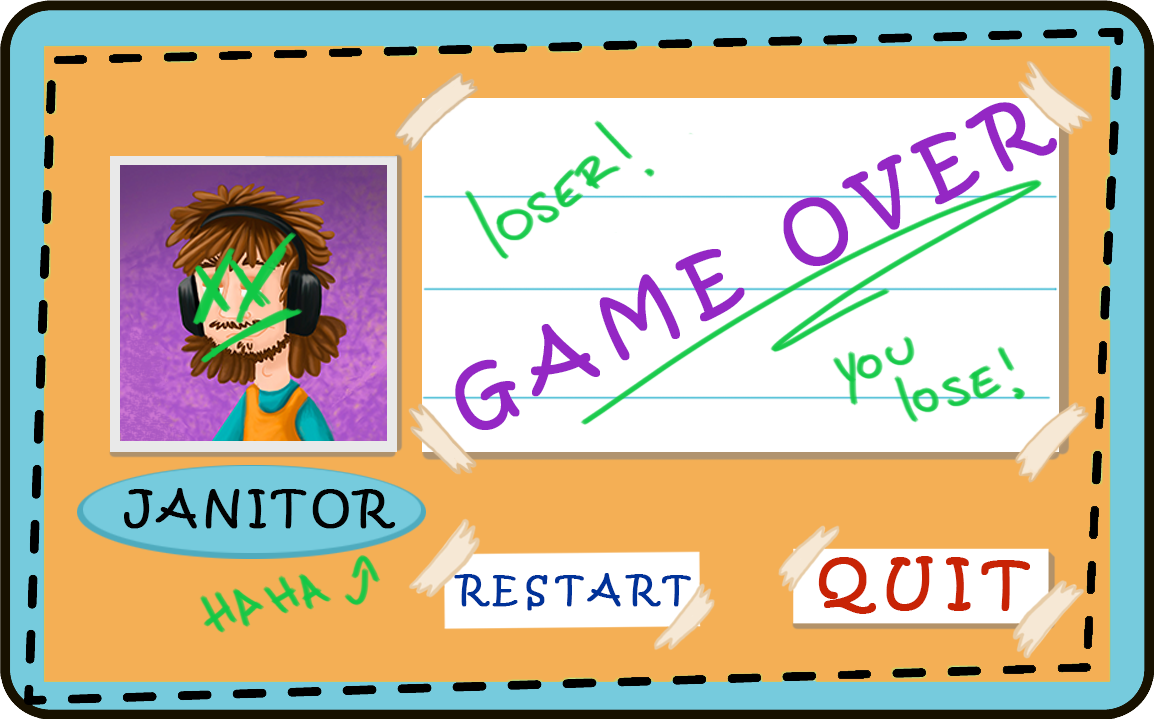 loSER!
GAME OVER
YOU
loSE!
JANITOR
HAHA
RESTART
QUIT